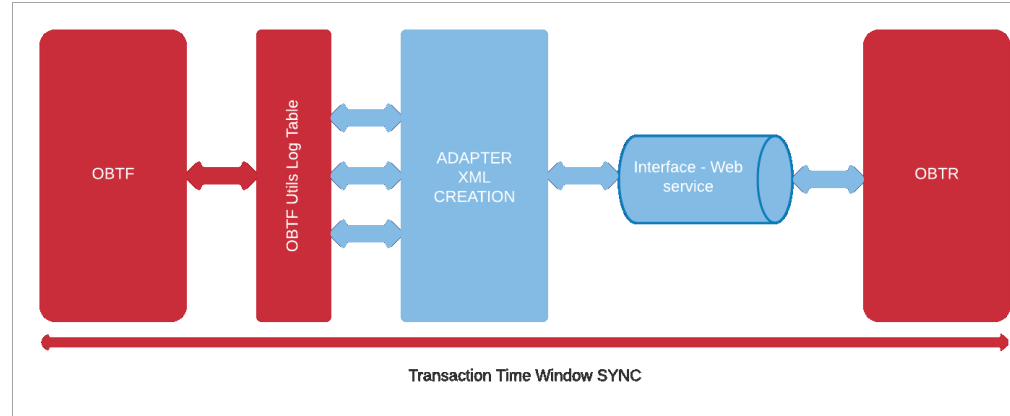 OBTF
OBTF Utils Log Table
ADAPTER
XML
CREATION
Interface - Web
service
OBTR
Transaction Time Window SYNC